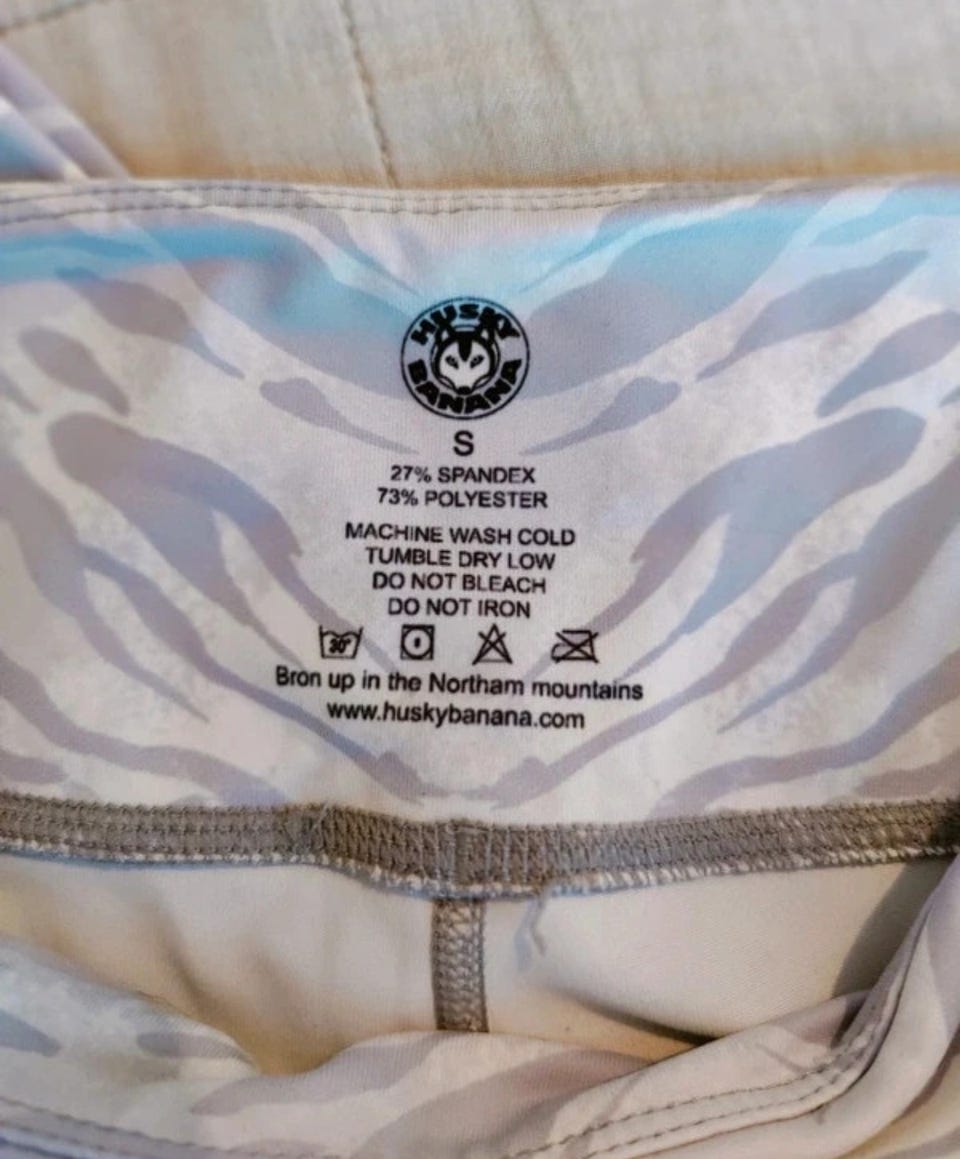 HUSKY
BANANA
S
27% SPANDEX
73% POLYESTER
MACHINE WASH COLD
TUMBLE DRY LOW
DO NOT BLEACH
DO NOT IRON
30°
Bron up in the Northam mountains
www.huskybanana.com